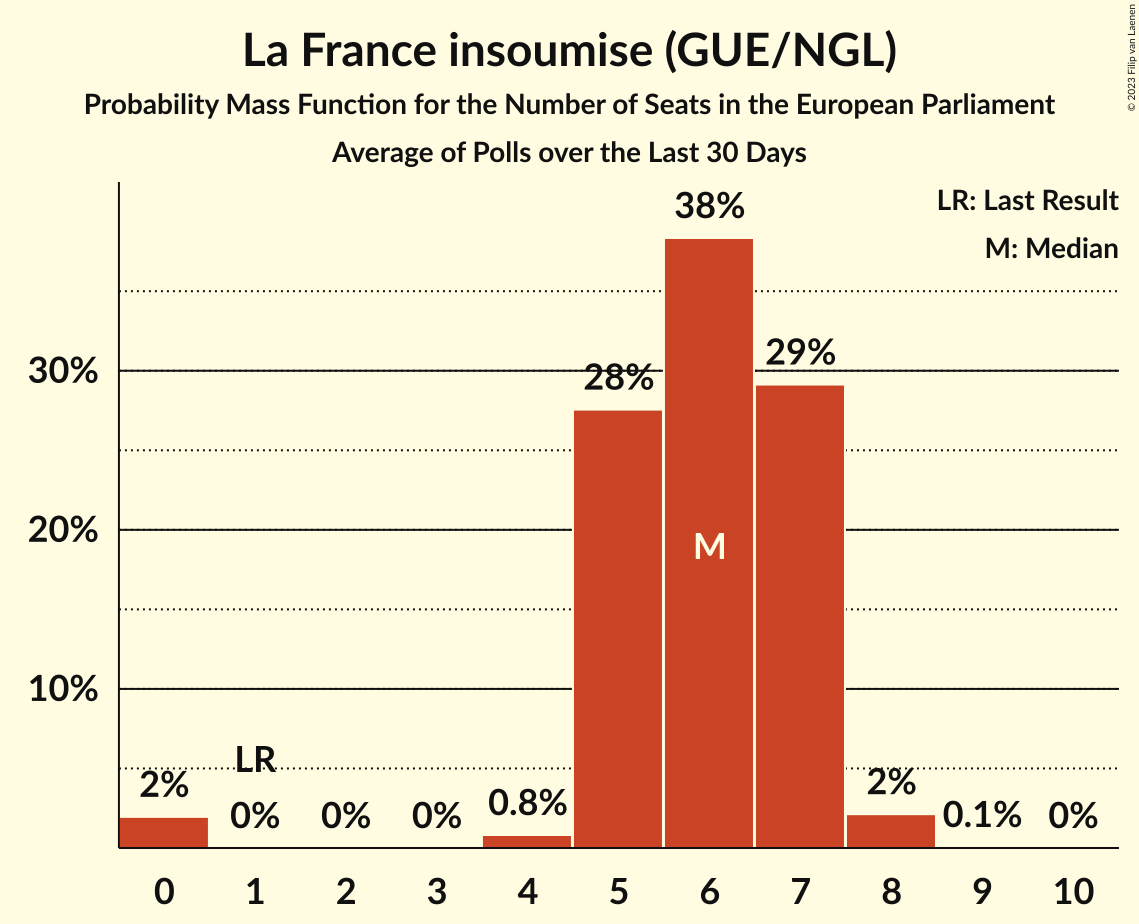 La France insoumise (GUE/NGL)
Probability Mass Function for the Number of Seats in the European Parliament
Average of Polls over the Last 30 Days
© 2023 Filip van Laenen
LR: Last Result
M: Median
38%
29%
30%
28%
M
20%
10%
LR
2%
0%
0%
0%
0.8%
2%
0.1%
0%
0 1 2 3 4 5 6 7 8 9 10